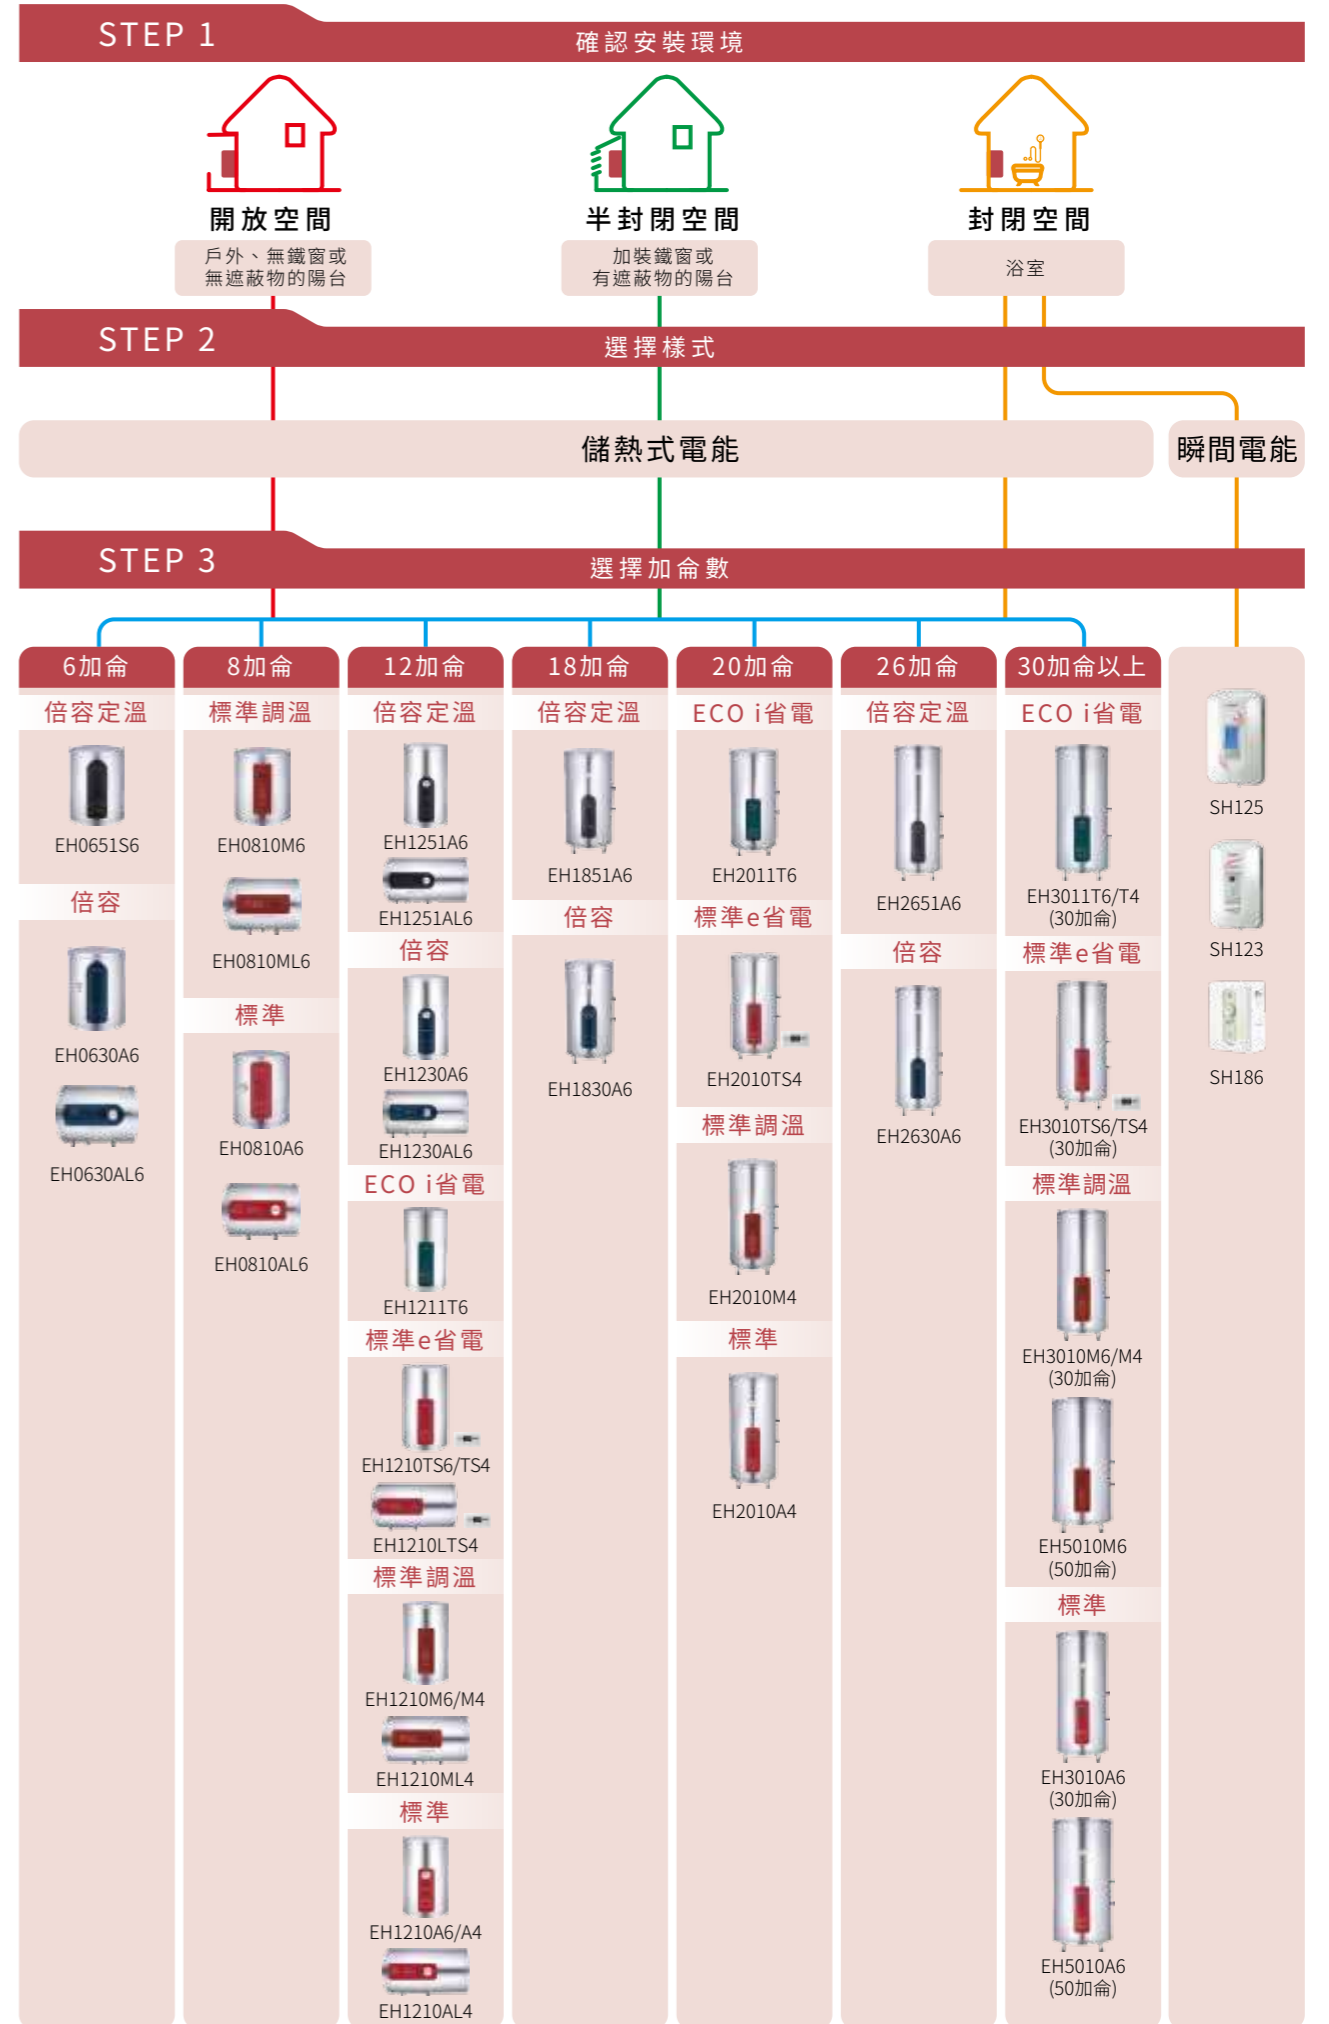 STEP 1
確認安裝環境
開放空間
戶外、無鐵窗或
無遮蔽物的陽台
半封閉空間
加裝鐵窗或
有遮蔽物的陽台
封閉空間
浴室
STEP 2
選擇樣式
儲熱式電能
瞬間電能
STEP 3
選擇加侖數
6加侖
倍容定溫
EH0651S6
倍容
EH0630A6
EH0630AL6
8加侖
標準調溫
EH0810M6
EH0810ML6
標準
EH0810A6
EH0810AL6
12加侖
倍容定溫
EH1251A6
EH1251AL6
倍容
EH1230A6
EH1230AL6
ECO i省電
EH1211T6
標準e省電
EH1210TS6/TS4
EH1210LTS4
標準調溫
EH1210M6/M4
EH1210ML4
標準
EH1210A6/A4
EH1210AL4
18加侖
倍容定溫
EH1851A6
倍容
EH1830A6
20加侖
ECO i省電
EH2011T6
標準e省電
EH2010TS4
標準調溫
EH2010M4
標準
EH2010A4
26加侖
倍容定溫
EH2651A6
倍容
EH2630A6
30加侖以上
ECO i省電
EH3011T6/T4
(30加侖)
標準e省電
EH3010TS6/TS4
(30加侖)
標準調溫
EH3010M6/M4
(30加侖)
EH5010M6
(50加侖)
標準
EH3010A6
(30加侖)
EH5010A6
(50加侖)
SH125
SH123
SH186